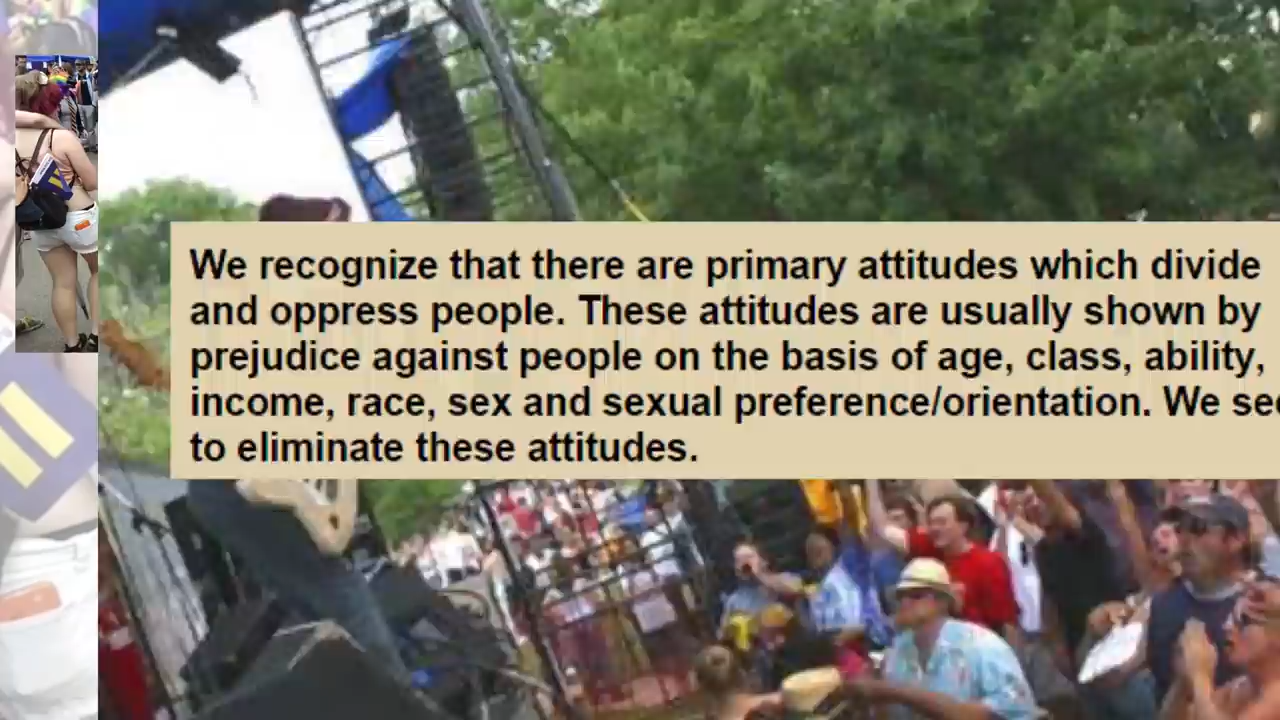 We recognize that there are primary attitudes which divide
and oppress people. These attitudes are usually shown by
prejudice against people on the basis of age, class, ability,
income, race, sex and sexual preference/orientation. We
to eliminate these attitudes.